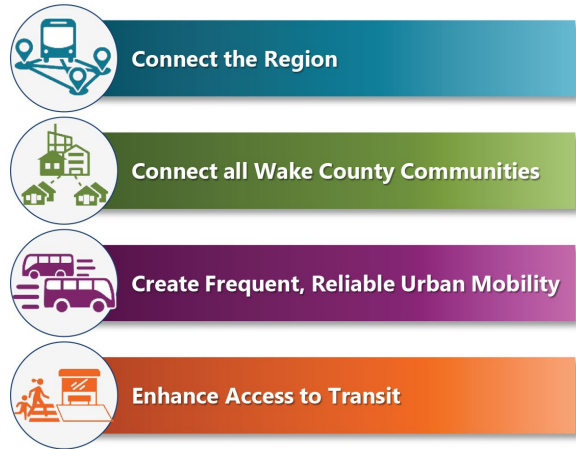 Connect the Region
Connect all Wake County Communities
Create Frequent, Reliable Urban Mobility
Enhance Access to Transit